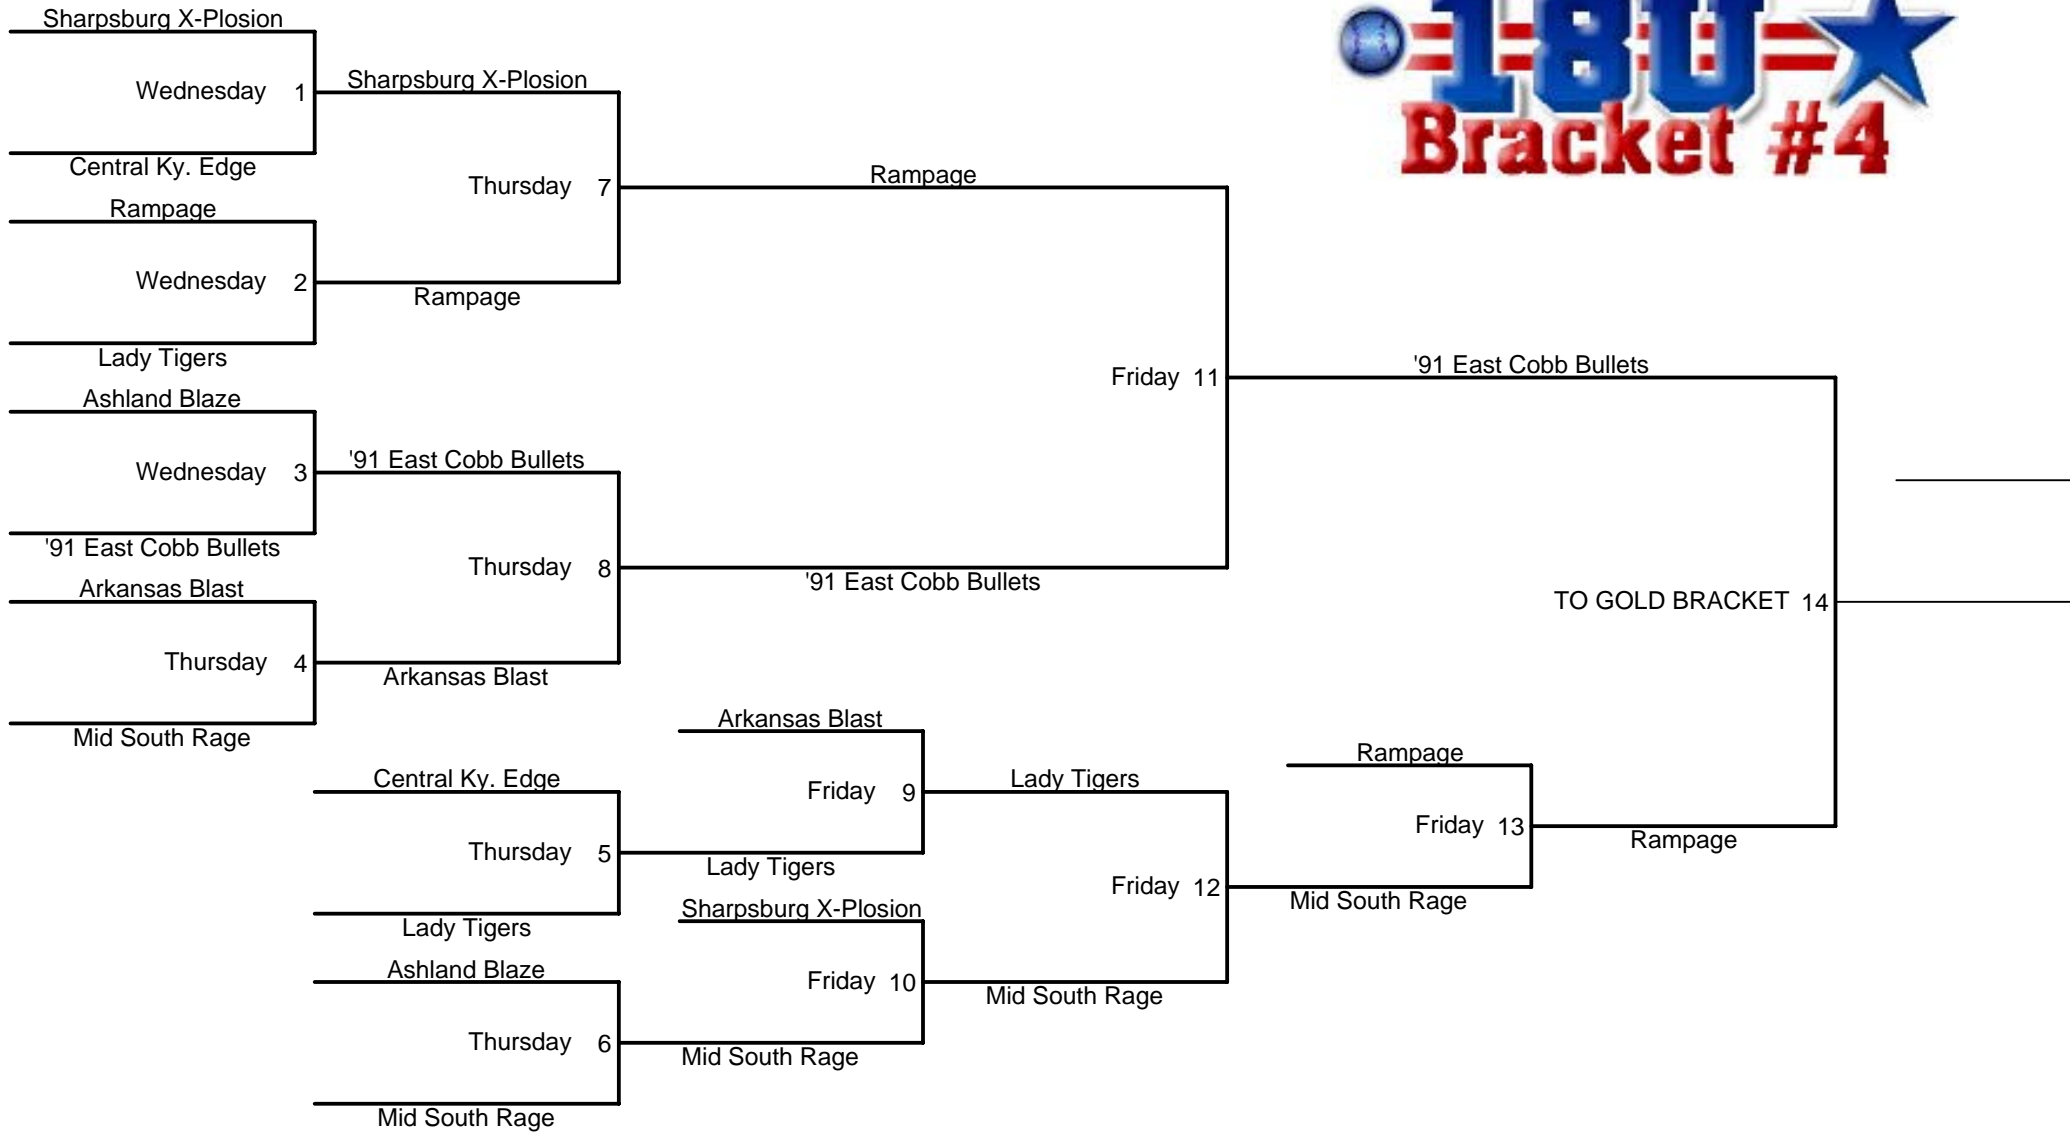 18U
Bracket #4
Sharpsburg X-Plosion
Wednesday 1
Central Ky. Edge
Sharpsburg X-Plosion
Rampage
Wednesday 2
Lady Tigers
Rampage
Thursday 7
Rampage
Ashland Blaze
Wednesday 3
'91 East Cobb Bullets
'91 East Cobb Bullets
Arkansas Blast
Thursday 4
Mid South Rage
Arkansas Blast
Thursday 8
'91 East Cobb Bullets
Friday 11
'91 East Cobb Bullets
TO GOLD BRACKET 14
Central Ky. Edge
Thursday 5
Lady Tigers
Arkansas Blast
Friday 9
Lady Tigers
Lady Tigers
Ashland Blaze
Thursday 6
Mid South Rage
Sharpsburg X-Plosion
Friday 10
Mid South Rage
Mid South Rage
Friday 12
Rampage
Friday 13
Mid South Rage
Rampage